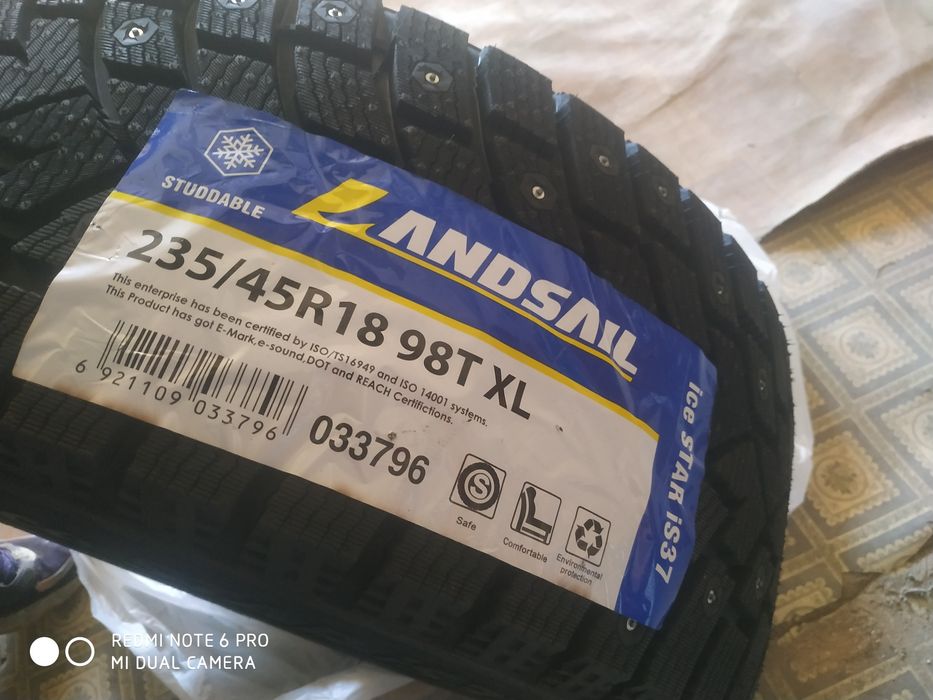 STUDDABLE
LANDSAIL
235/45R18 98T XL
This enterprise has been certified by ISO/TS16949 and ISO 14001 systems.
This Product has got E-Mark,e-sound,DOT and REACH Certifictions.
6 921109 033796
033796
Safe
Comfortable
Environmental
protection
ice STAR iS37
REDMI NOTE 6 PRO
MI DUAL CAMERA